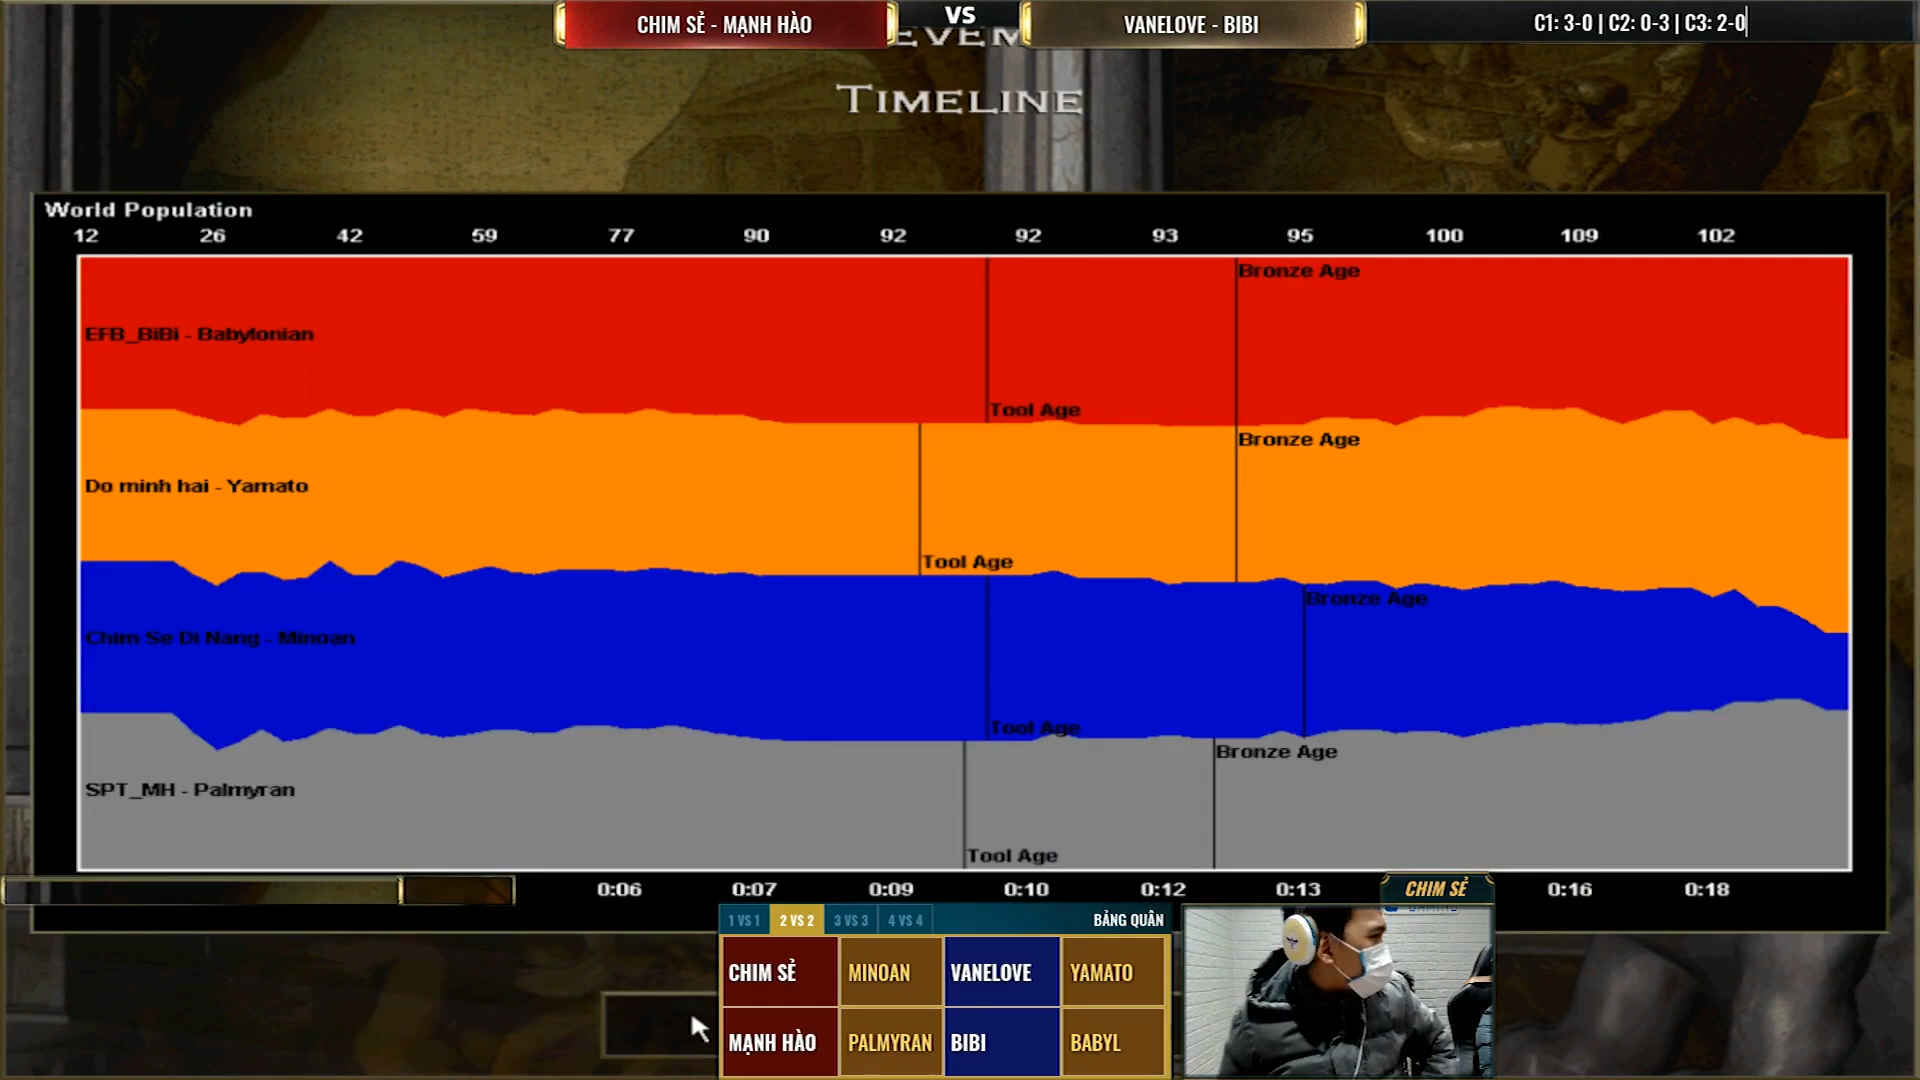 CHIM SẺ - MẠNH HÀO
VS
VANELOVE - BIBI
C1: 3-0 | C2: 0-3 | C3: 2-0
TIMELINE
World Population
12 26 42 59 77 90 92 92 93 95 100 109 102
Bronze Age
EFB_BiBi - Babylonian
Tool Age
Bronze Age
Do minh hai - Yamato
Tool Age
Bronze Age
Chim Se Di Nang - Minoan
Tool Age
Bronze Age
SPT_MH - Palmyran
Tool Age
0:06 0:07 0:09 0:10 0:12 0:13 0:16 0:18
CHIM SẺ
1 VS 1 2 VS 2 3 VS 3 4 VS 4 BẢNG QUÂN
CHIM SẺ MINOAN VANELOVE YAMATO
MẠNH HÀO PALMYRAN BIBI BABYL